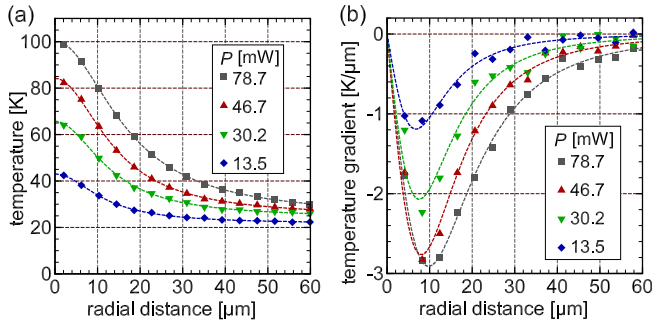 (a)
100
80
60
40
20
0
temperature [K]
P [mW]
78.7
46.7
30.2
13.5
0 10 20 30 40 50 60
radial distance [µm]
(b)
0
-1
-2
-3
temperature gradient [K/µm]
P [mW]
78.7
46.7
30.2
13.5
0 10 20 30 40 50 60
radial distance [µm]